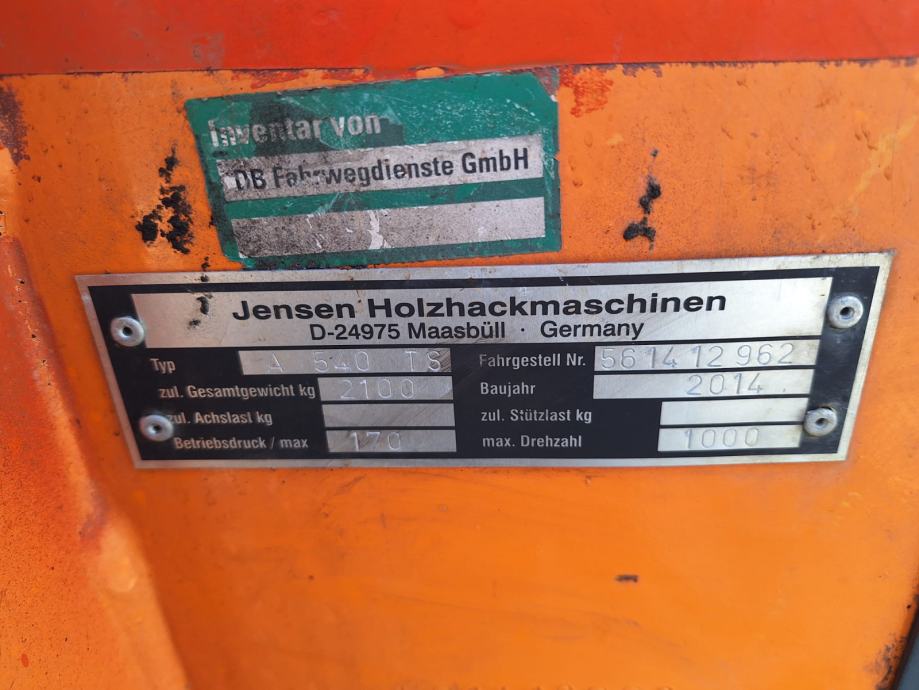 inventar von
DB Fahrwegdienste GmbH
Jensen Holzhackmaschinen
D-24975 Maasbüll · Germany
Typ A 540 TS Fahrgestell Nr. 561412962
zul. Gesamtgewicht kg 2100 Baujahr 2014
zul. Achslast kg zul. Stützlast kg
Betriebsdruck / max 170 max. Drehzahl 1000